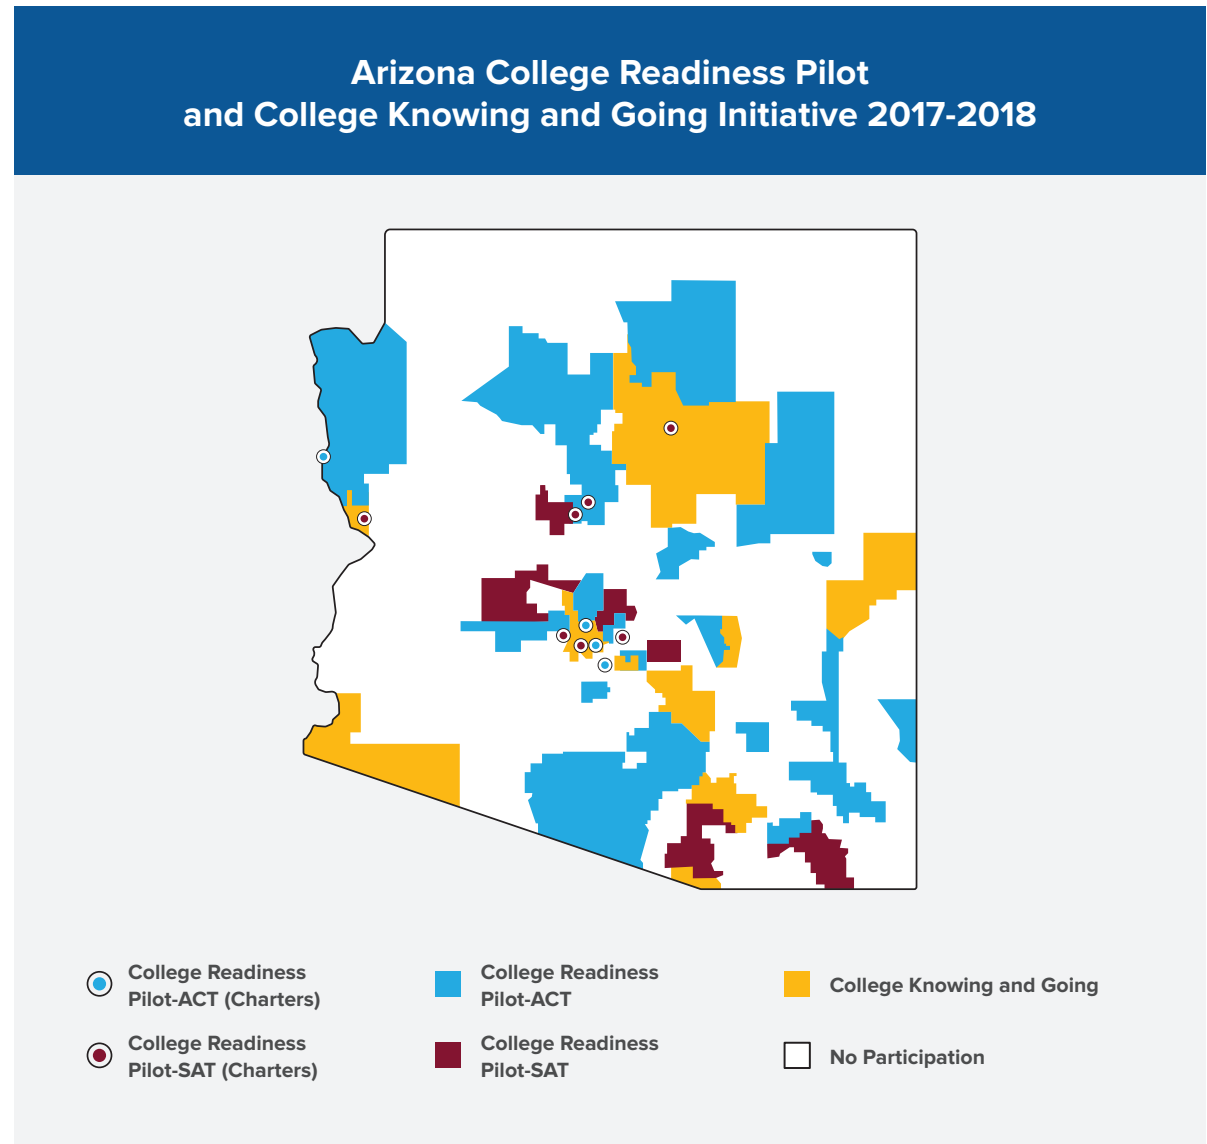 Arizona College Readiness Pilot
and College Knowing and Going Initiative 2017-2018
College Readiness
Pilot-ACT (Charters)
College Readiness
Pilot-ACT
College Knowing and Going
College Readiness
Pilot-SAT (Charters)
College Readiness
Pilot-SAT
No Participation